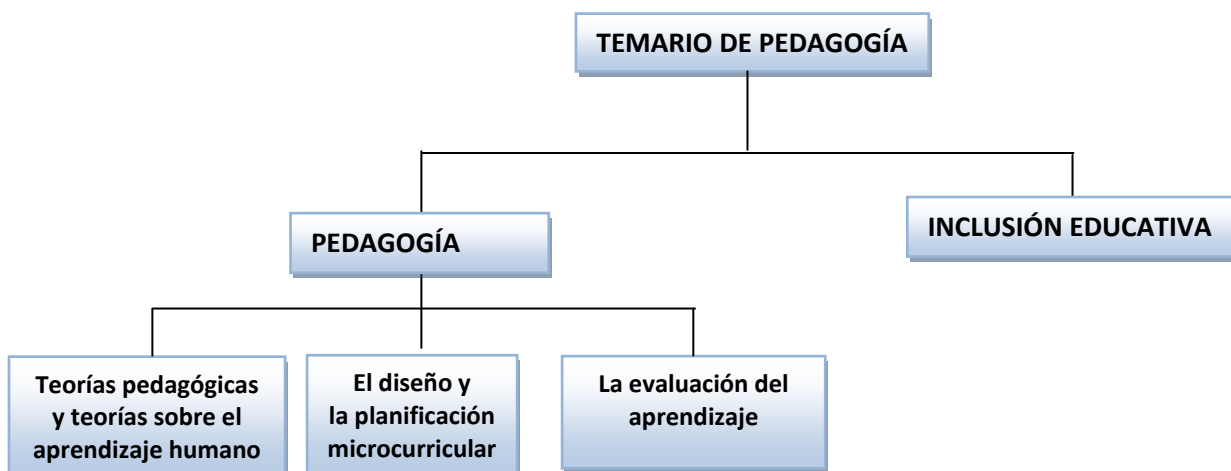 TEMARIO DE PEDAGOGÍA
PEDAGOGÍA
INCLUSIÓN EDUCATIVA
Teorías pedagógicas
y teorías sobre el
aprendizaje humano
El diseño y
la planificación
microcurricular
La evaluación del
aprendizaje